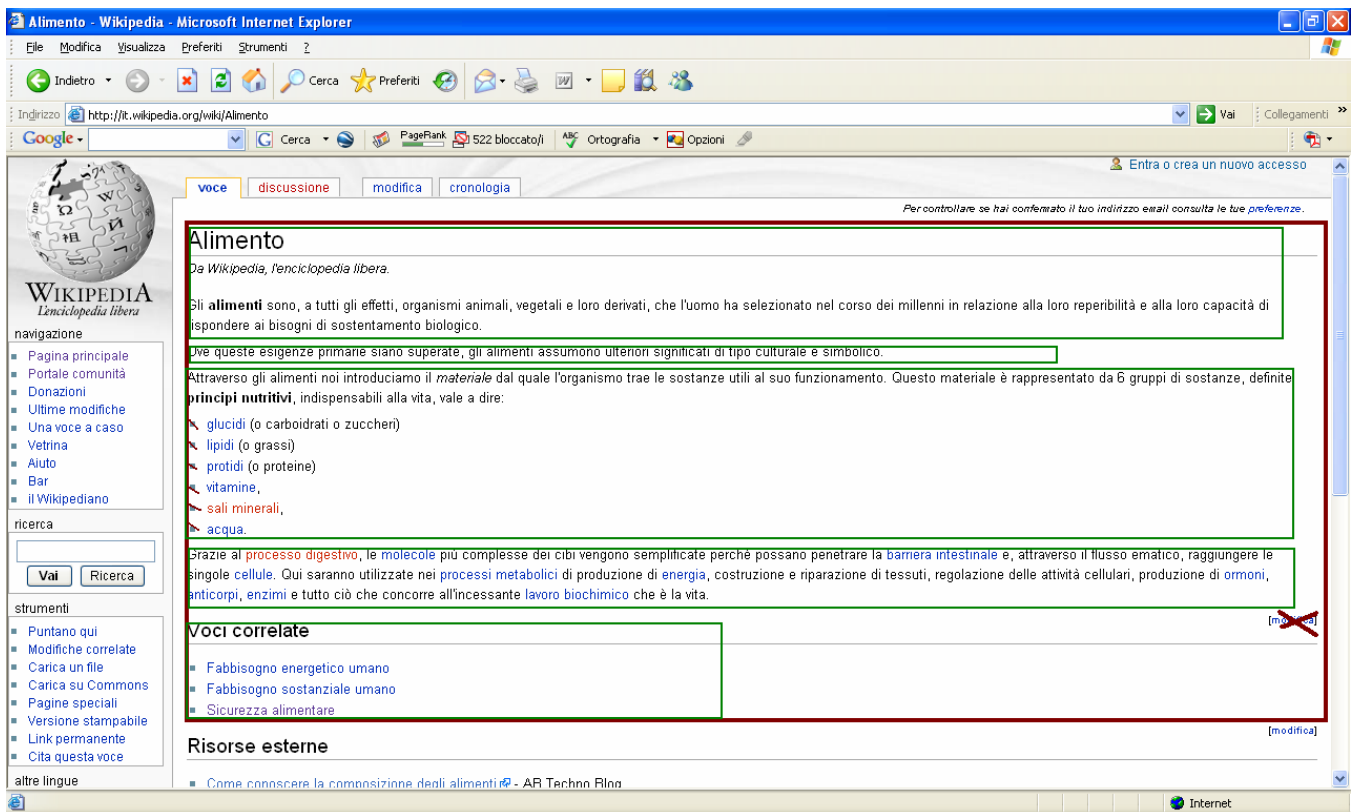 Alimento - Wikipedia - Microsoft Internet Explorer
File Modifica Visualizza Preferiti Strumenti ?
Indietro Cerca Preferiti
Indirizzo http://it.wikipedia.org/wiki/Alimento Vai Collegamenti »
Google G Cerca PageRank 522 bloccato/i ABC Ortografia Opzioni
Entra o crea un nuovo accesso
voce discussione modifica cronologia
Per controllare se hai confermato il tuo indirizzo email consulta le tue preferenze.
WIKIPEDIA
L'enciclopedia libera
navigazione
Pagina principale
Portale comunità
Donazioni
Ultime modifiche
Una voce a caso
Vetrina
Aiuto
Bar
il Wikipediano
ricerca
Vai Ricerca
strumenti
Puntano qui
Modifiche correlate
Carica un file
Carica su Commons
Pagine speciali
Versione stampabile
Link permanente
Cita questa voce
altre lingue
Alimento
Da Wikipedia, l'enciclopedia libera.
Gli alimenti sono, a tutti gli effetti, organismi animali, vegetali e loro derivati, che l'uomo ha selezionato nel corso dei millenni in relazione alla loro reperibilità e alla loro capacità di
rispondere ai bisogni di sostentamento biologico.
Ove queste esigenze primarie siano superate, gli alimenti assumono ulteriori significati di tipo culturale e simbolico.
Attraverso gli alimenti noi introduciamo il materiale dal quale l'organismo trae le sostanze utili al suo funzionamento. Questo materiale è rappresentato da 6 gruppi di sostanze, definite
principi nutritivi, indispensabili alla vita, vale a dire:
glucidi (o carboidrati o zuccheri)
lipidi (o grassi)
protidi (o proteine)
vitamine,
sali minerali,
acqua.
Grazie al processo digestivo, le molecole più complesse dei cibi vengono semplificate perché possano penetrare la barriera intestinale e, attraverso il flusso ematico, raggiungere le
singole cellule. Qui saranno utilizzate nei processi metabolici di produzione di energia, costruzione e riparazione di tessuti, regolazione delle attività cellulari, produzione di ormoni,
anticorpi, enzimi e tutto ciò che concorre all'incessante lavoro biochimico che è la vita.
[modifica]
Voci correlate
Fabbisogno energetico umano
Fabbisogno sostanziale umano
Sicurezza alimentare
[modifica]
Risorse esterne
Come conoscere la composizione degli alimenti - AR Techno Blog
Internet